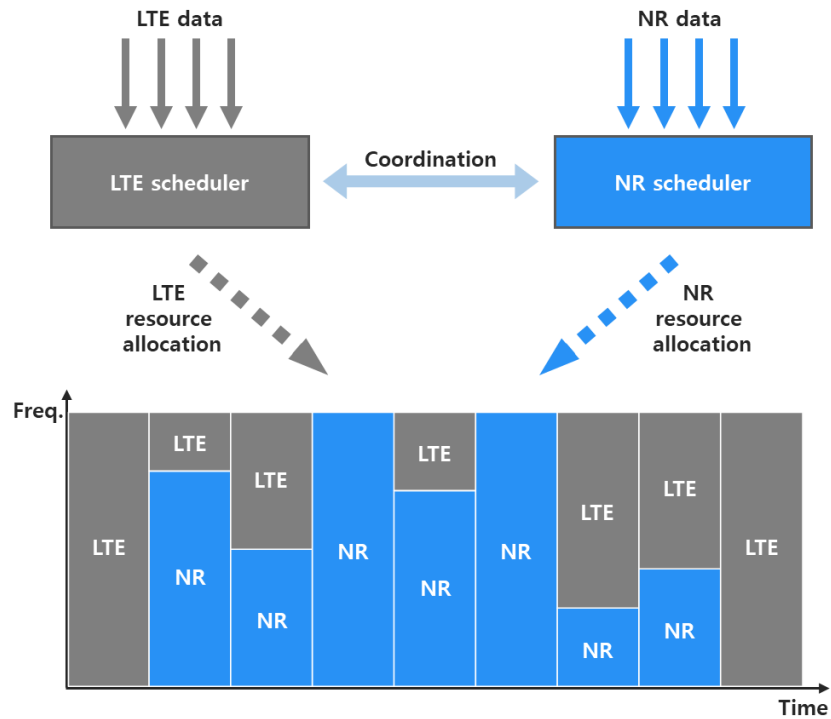 LTE data
NR data
LTE scheduler
Coordination
NR scheduler
LTE
resource
allocation
NR
resource
allocation
Freq.
LTE
LTE
NR
LTE
NR
NR
LTE
NR
NR
LTE
NR
LTE
NR
LTE
Time